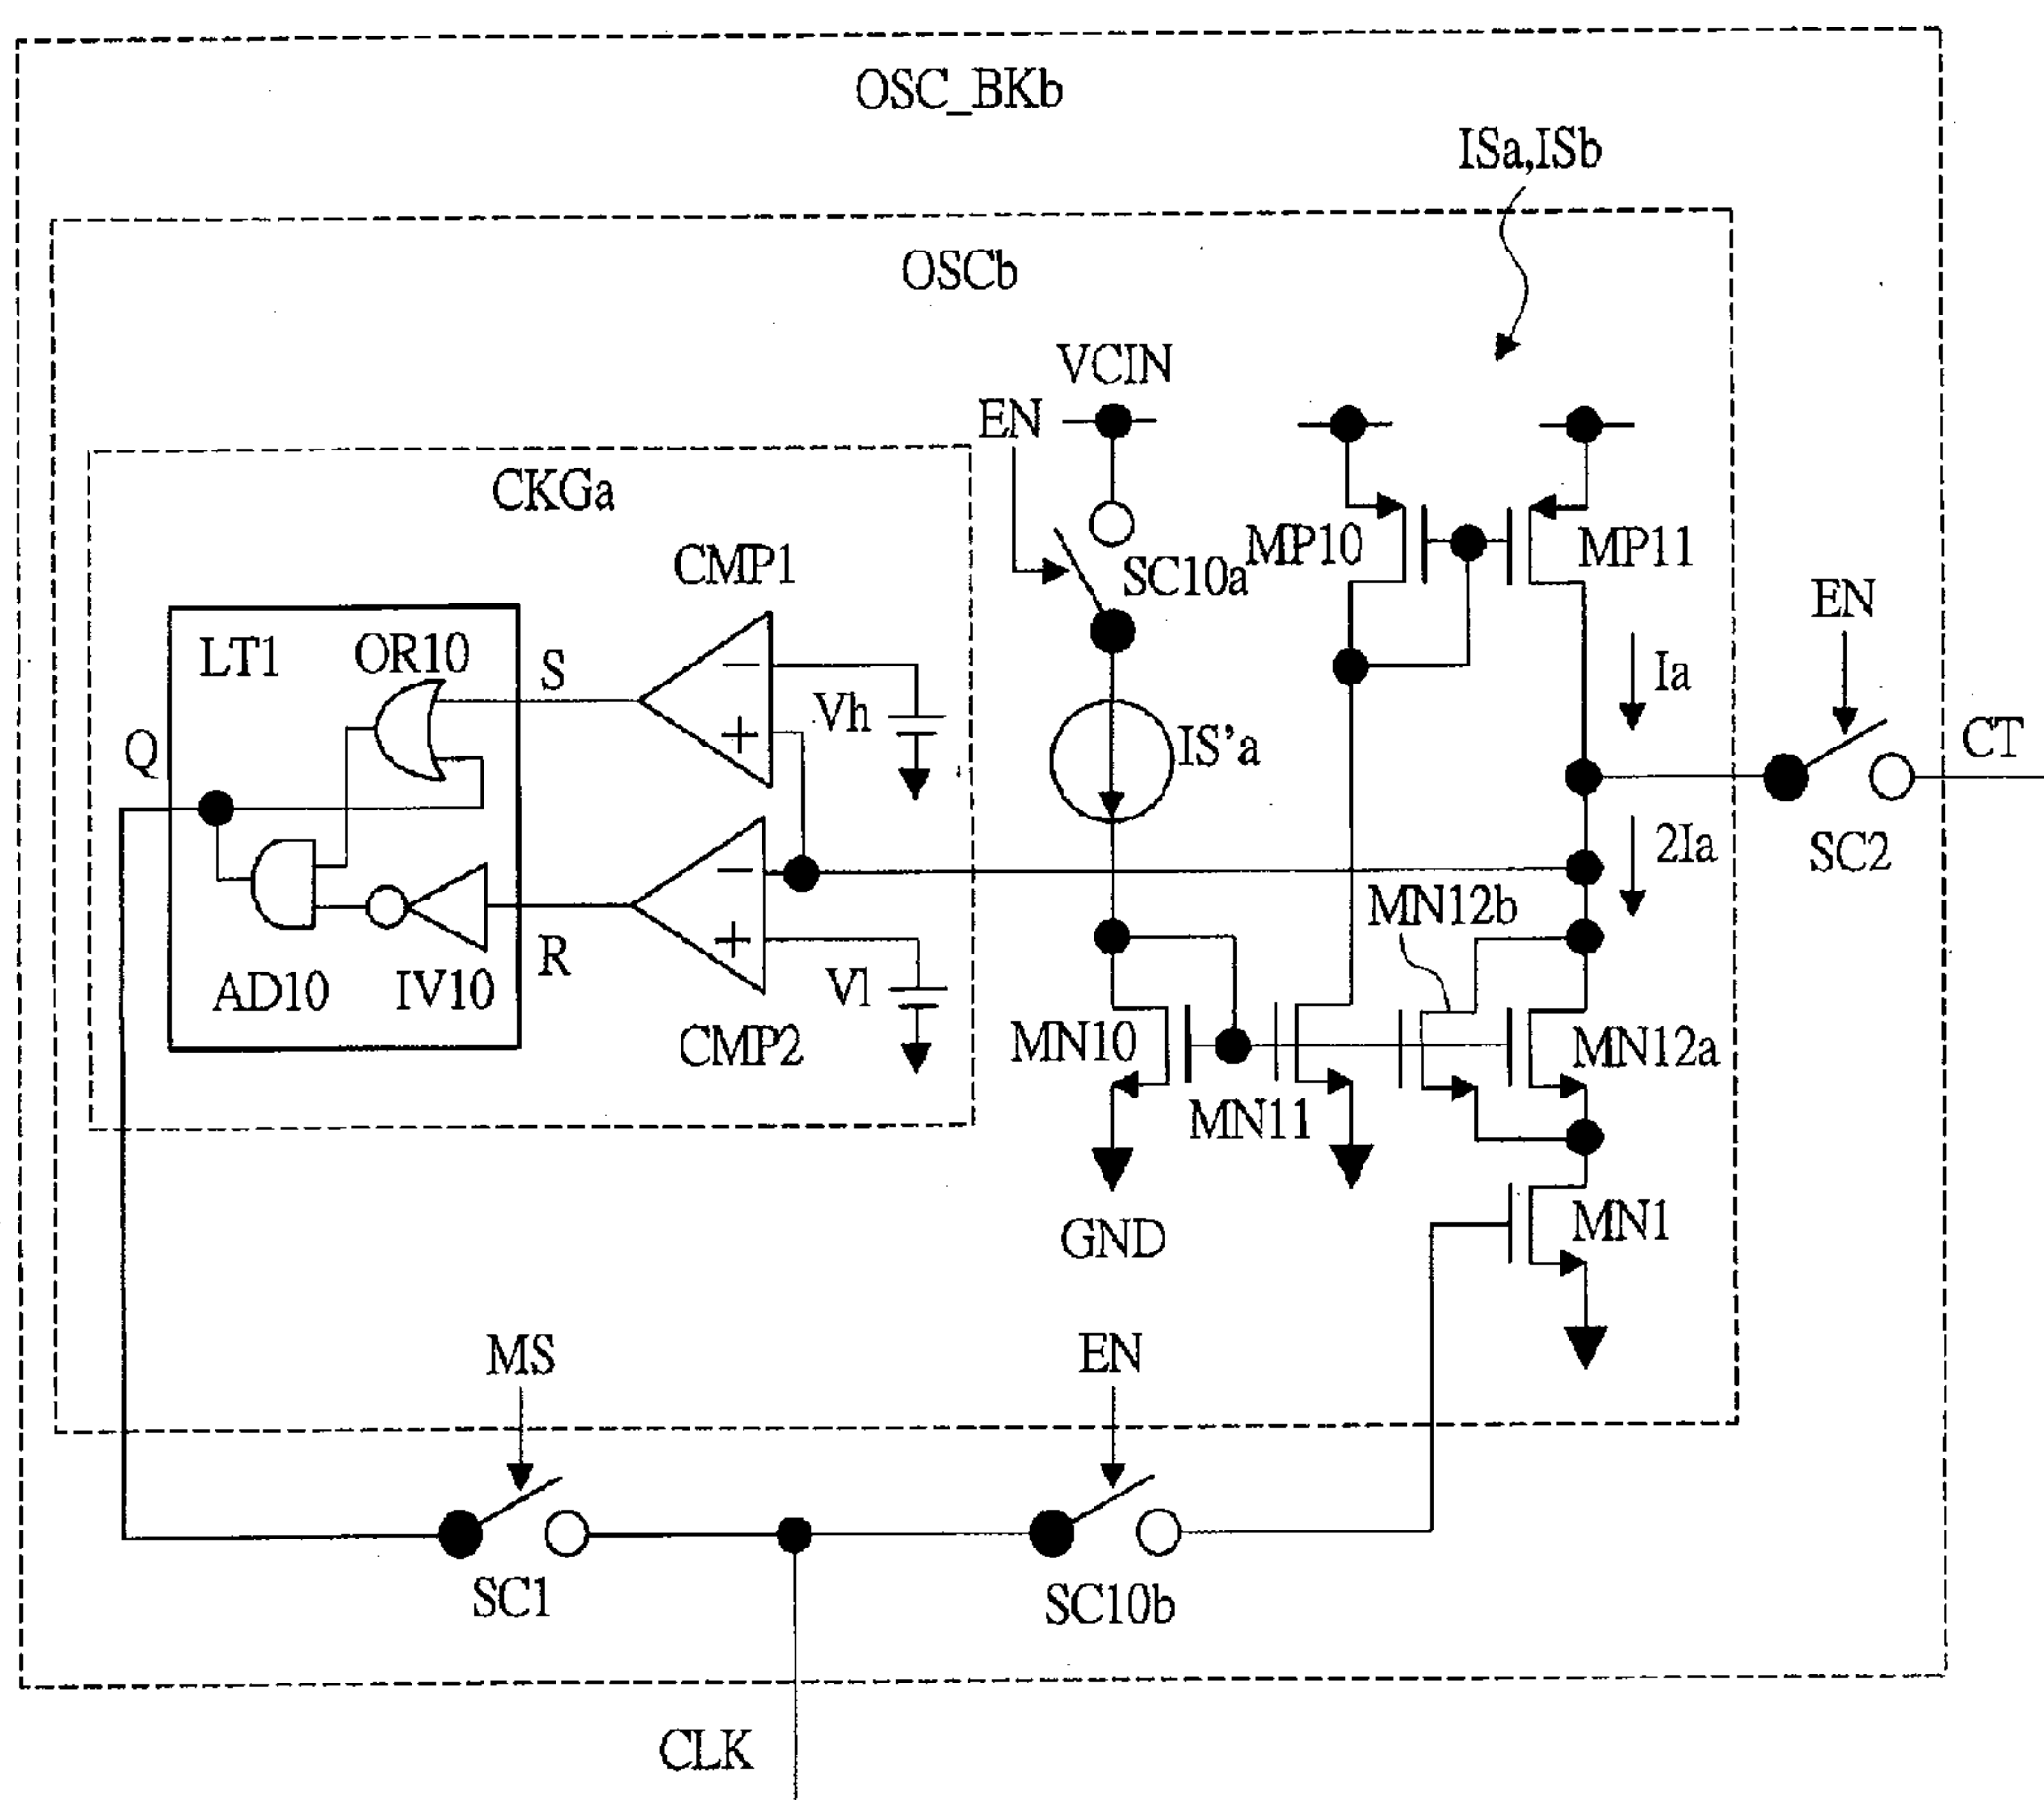 OSC_BKb
ISa,ISb
OSCb
VCIN
EN
CKGa
CMP1
SC10a
MP10
MP11
EN
LT1
OR10
S
Vh
IS'a
Ia
CT
Q
2Ia
SC2
MN12b
R
AD10
IV10
Vl
CMP2
MN10
MN11
MN12a
GND
MN1
MS
EN
SC1
SC10b
CLK
+
−
−
+